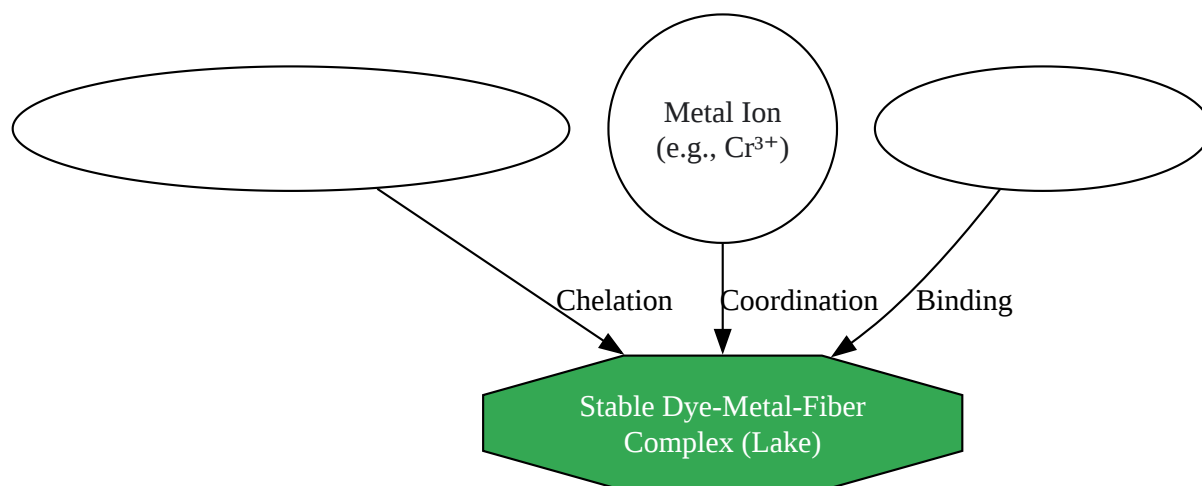 Metal Ion
(e.g., Cr³⁺)
Chelation
Coordination
Binding
Stable Dye-Metal-Fiber
Complex (Lake)